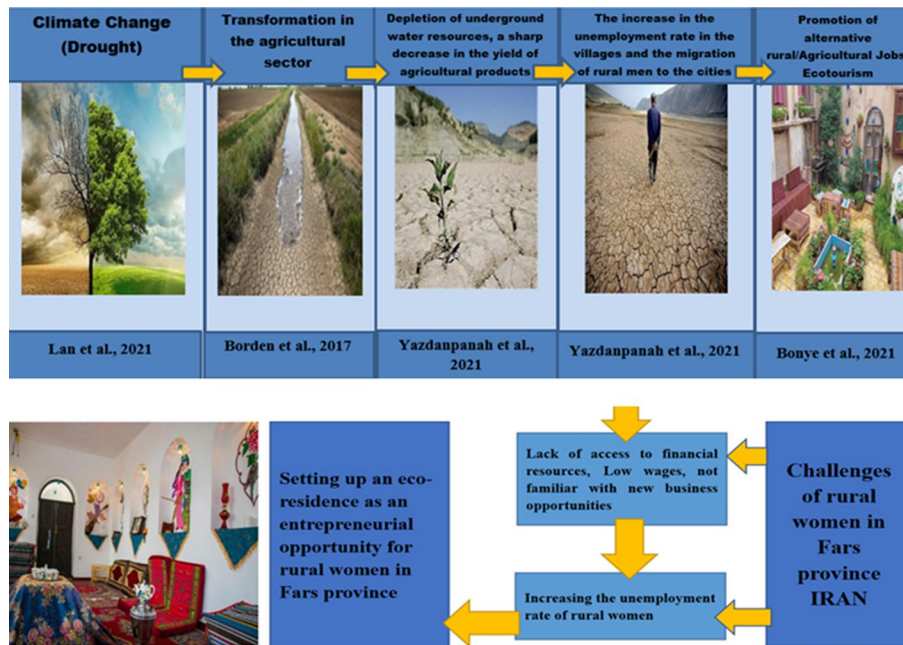 Climate Change
(Drought)
Transformation in
the agricultural
sector
Depletion of underground
water resources, a sharp
decrease in the yield of
agricultural products
The increase in the
unemployment rate in the
villages and the migration
of rural men to the cities
Promotion of
alternative
rural/Agricultural Jobs
Ecotourism
Lan et al., 2021
Borden et al., 2017
Yazdanpanah et al.,
2021
Yazdanpanah et al.,
2021
Bonye et al., 2021
Setting up an eco-
residence as an
entrepreneurial
opportunity for
rural women in
Fars province
Lack of access to financial
resources, Low wages, not
familiar with new business
opportunities
Increasing the unemployment
rate of rural women
Challenges
of rural
women in
Fars
province
IRAN